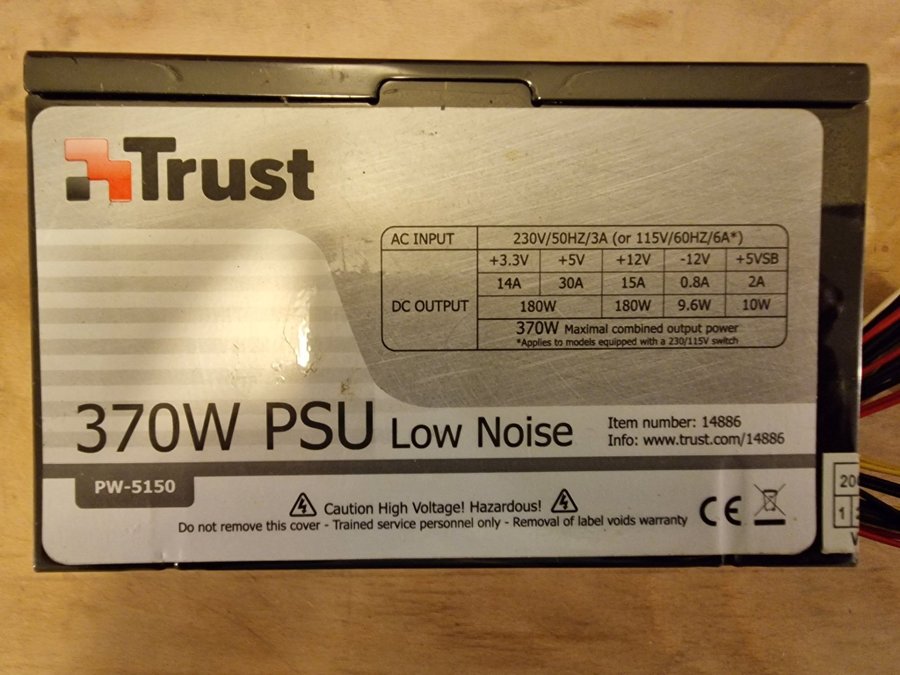 Trust
AC INPUT 230V/50HZ/3A (or 115V/60HZ/6A*)
DC OUTPUT
+3.3V +5V +12V -12V +5VSB
14A 30A 15A 0.8A 2A
180W 180W 9.6W 10W
370W Maximal combined output power
*Applies to models equipped with a 230/115V switch
370W PSU Low Noise
Item number: 14886
Info: www.trust.com/14886
PW-5150
Caution High Voltage! Hazardous!
Do not remove this cover - Trained service personnel only - Removal of label voids warranty
CE
1